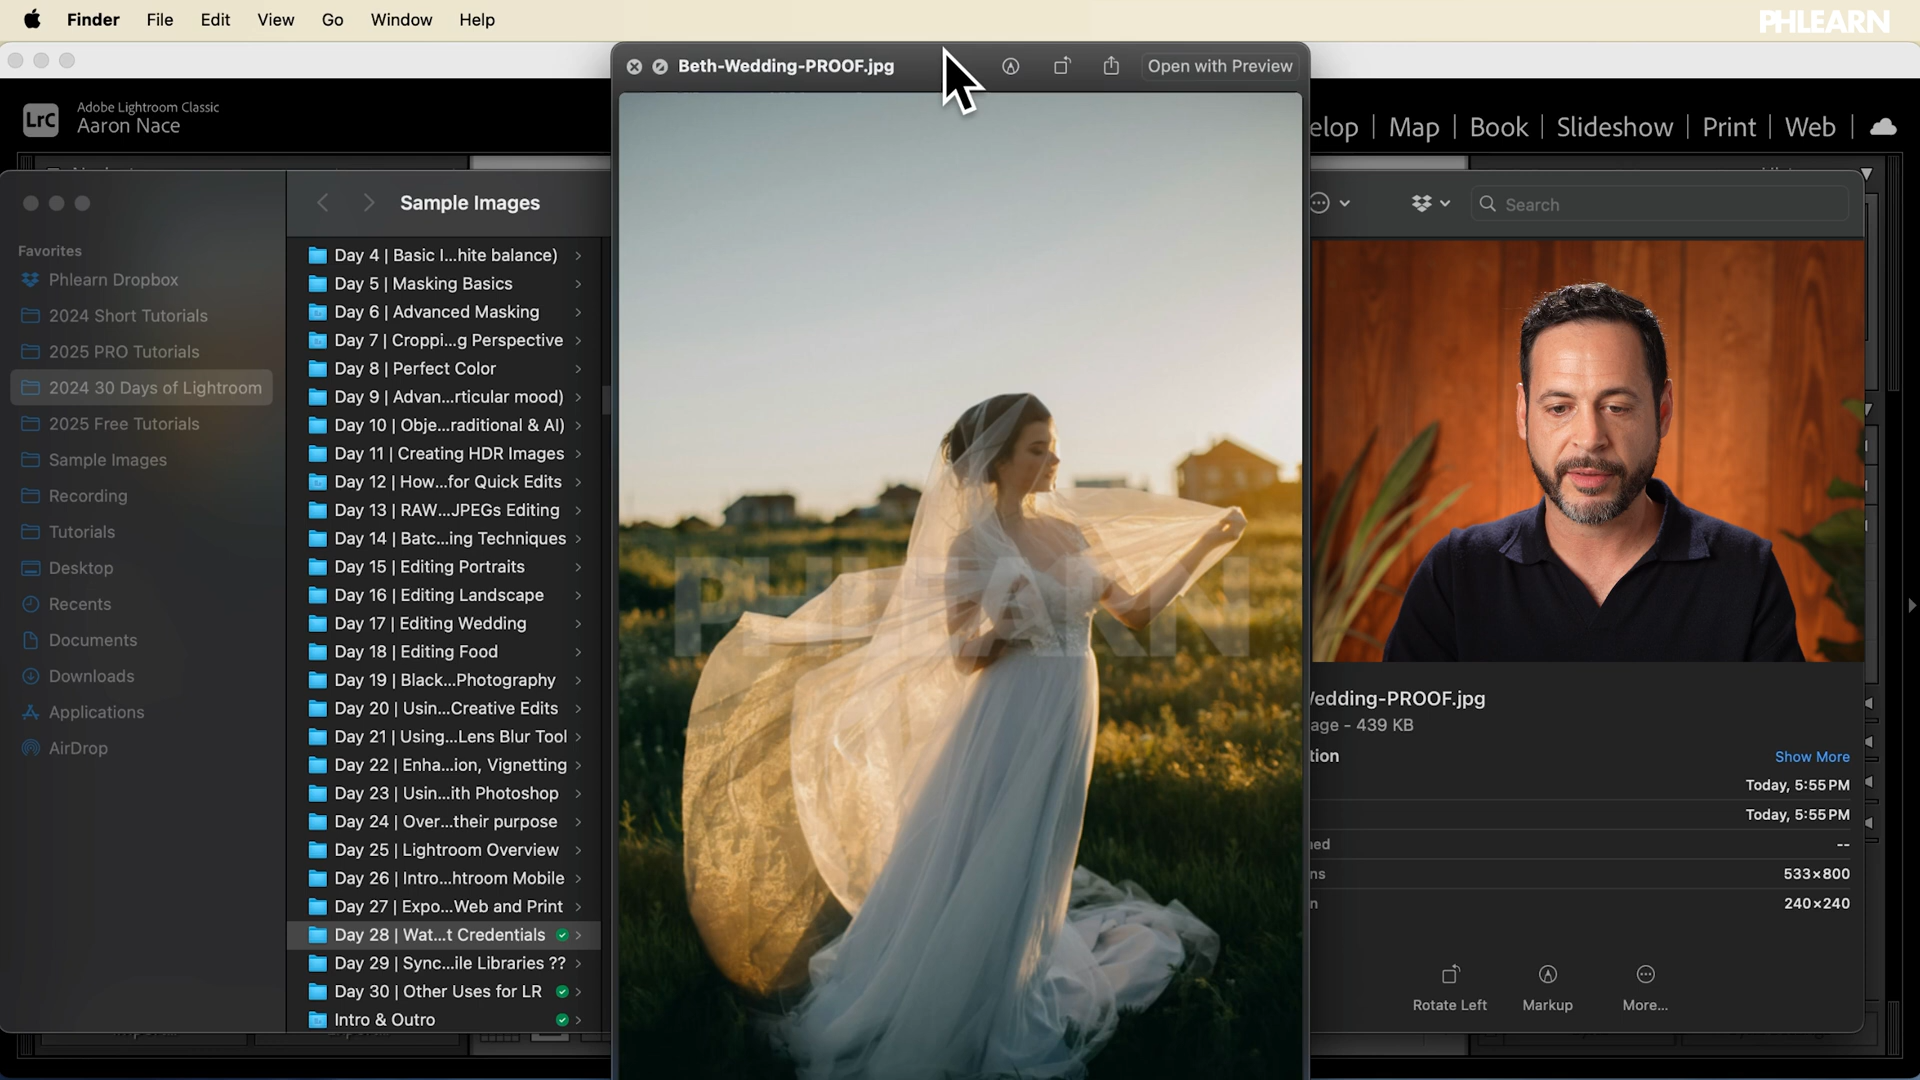 Finder File Edit View Go Window Help
PHLEARN
Beth-Wedding-PROOF.jpg
Open with Preview
LrC
Adobe Lightroom Classic
Aaron Nace
elop | Map | Book | Slideshow | Print | Web |
Sample Images
Search
Favorites
Phlearn Dropbox
2024 Short Tutorials
2025 PRO Tutorials
2024 30 Days of Lightroom
2025 Free Tutorials
Sample Images
Recording
Tutorials
Desktop
Recents
Documents
Downloads
Applications
AirDrop
Day 4 | Basic I...hite balance)
Day 5 | Masking Basics
Day 6 | Advanced Masking
Day 7 | Croppi...g Perspective
Day 8 | Perfect Color
Day 9 | Advan...rticular mood)
Day 10 | Obje...raditional & AI)
Day 11 | Creating HDR Images
Day 12 | How...for Quick Edits
Day 13 | RAW...JPEGs Editing
Day 14 | Batc...ing Techniques
Day 15 | Editing Portraits
Day 16 | Editing Landscape
Day 17 | Editing Wedding
Day 18 | Editing Food
Day 19 | Black...Photography
Day 20 | Usin...Creative Edits
Day 21 | Using...Lens Blur Tool
Day 22 | Enha...ion, Vignetting
Day 23 | Usin...ith Photoshop
Day 24 | Over...their purpose
Day 25 | Lightroom Overview
Day 26 | Intro...htroom Mobile
Day 27 | Expo...Web and Print
Day 28 | Wat...t Credentials
Day 29 | Sync...ile Libraries ??
Day 30 | Other Uses for LR
Intro & Outro
PHLEARN
Wedding-PROOF.jpg
age - 439 KB
tion
Show More
Today, 5:55 PM
Today, 5:55 PM
ned --
ns 533×800
n 240×240
Rotate Left
Markup
More...